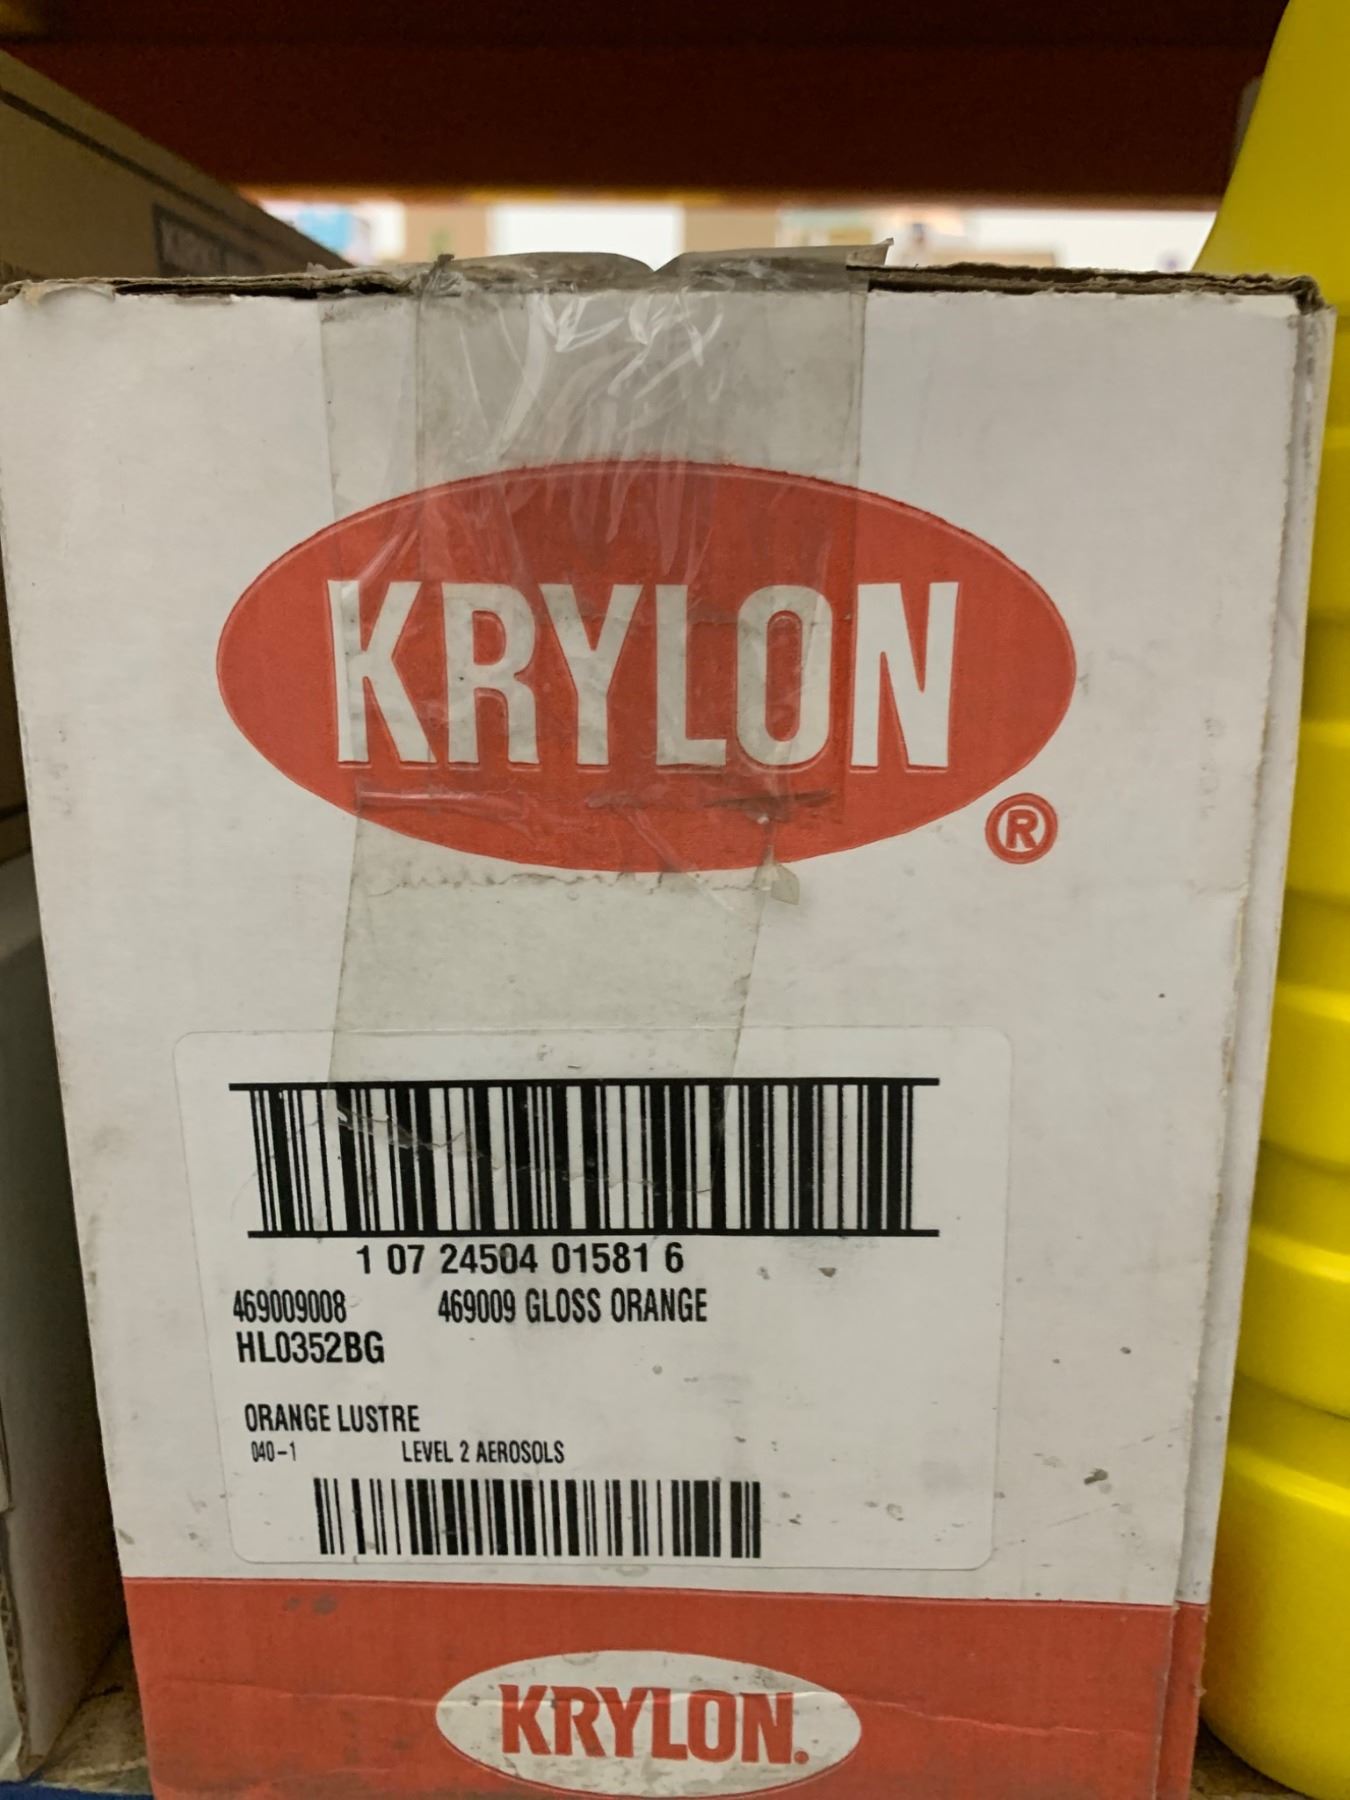 KRYLON
®
1 07 24504 01581 6
469009008 469009 GLOSS ORANGE
HL0352BG
ORANGE LUSTRE
040-1 LEVEL 2 AEROSOLS
KRYLON.